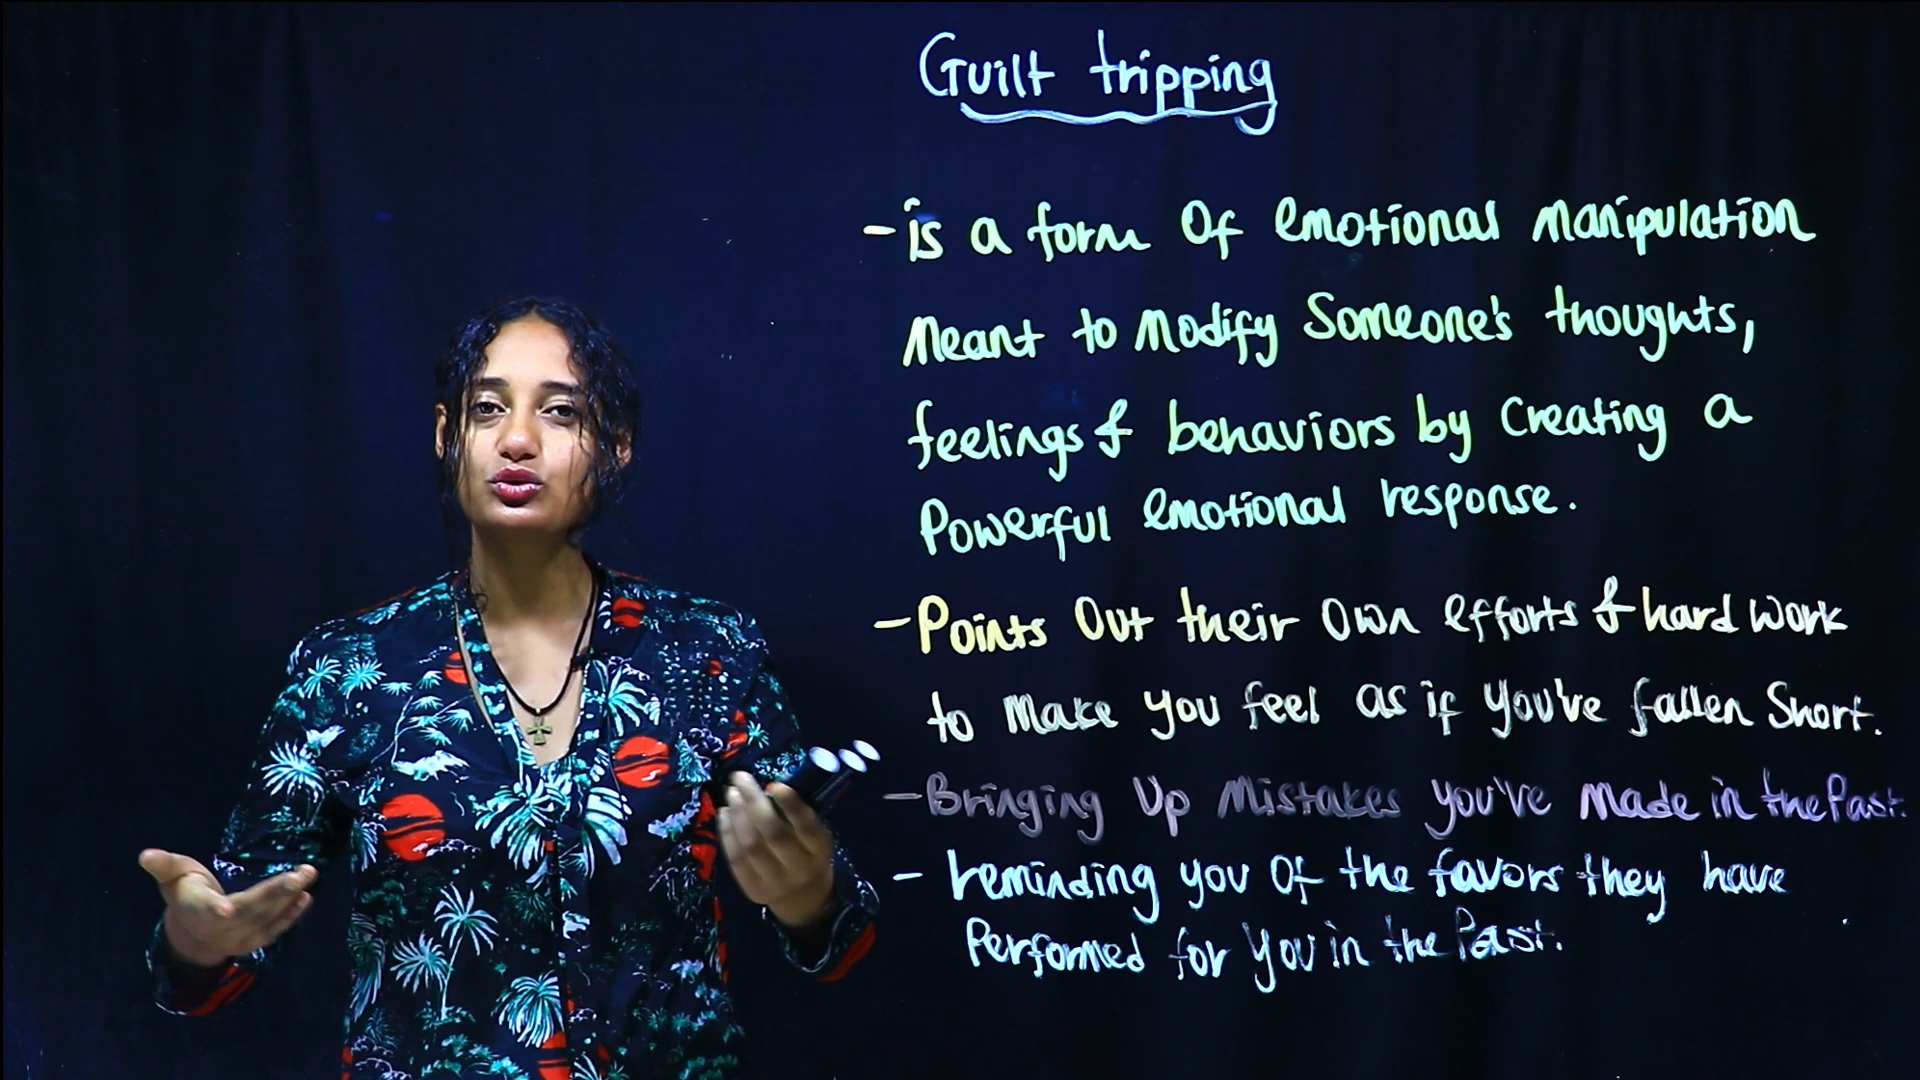 Guilt tripping
- is a form Of emotional manipulation
meant to modify Someone's thoughts,
feelings & behaviors by Creating a
Powerful emotional response.
- Points Out their Own efforts & hard work
to make you feel as if you've fallen Short.
- Bringing Up Mistakes you've made in the Past.
- reminding you Of the favors they have
Performed for you in the Past.